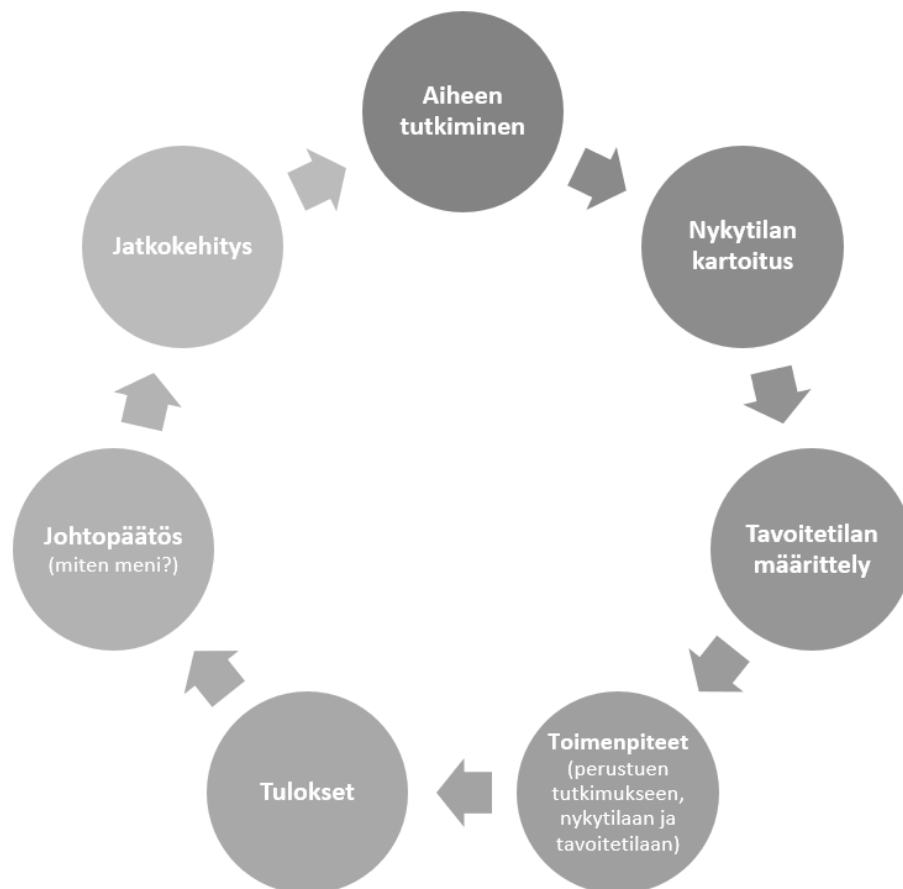 Aiheen
tutkiminen
Nykytilan
kartoitus
Tavoitetilan
määrittely
Toimenpiteet
(perustuen
tutkimukseen,
nykytilaan ja
tavoitetilaan)
Tulokset
Johtopäätös
(miten meni?)
Jatkokehitys